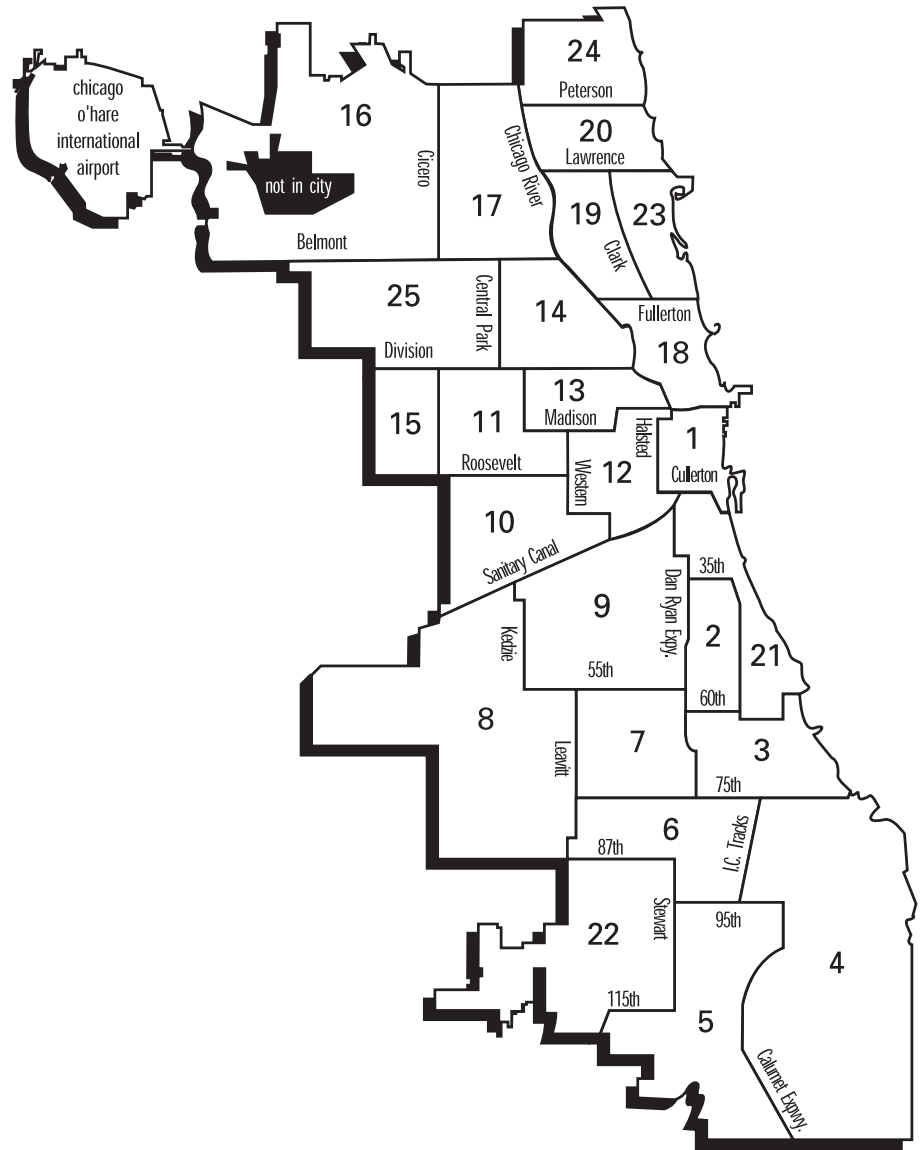 24
Peterson
chicago
o'hare
international
airport
16
20
Lawrence
Chicago River
Cicero
not in city
17
19
23
Clark
Belmont
25
Central Park
14
Fullerton
Division
18
13
Madison
15
11
Halsted
1
Roosevelt
Western
12
Cullerton
10
Sanitary Canal
35th
Dan Ryan Expy.
9
2
Kedzie
21
55th
60th
8
7
3
Leavitt
75th
6
I.C. Tracks
87th
Stewart
95th
22
4
115th
5
Calumet Expwy.